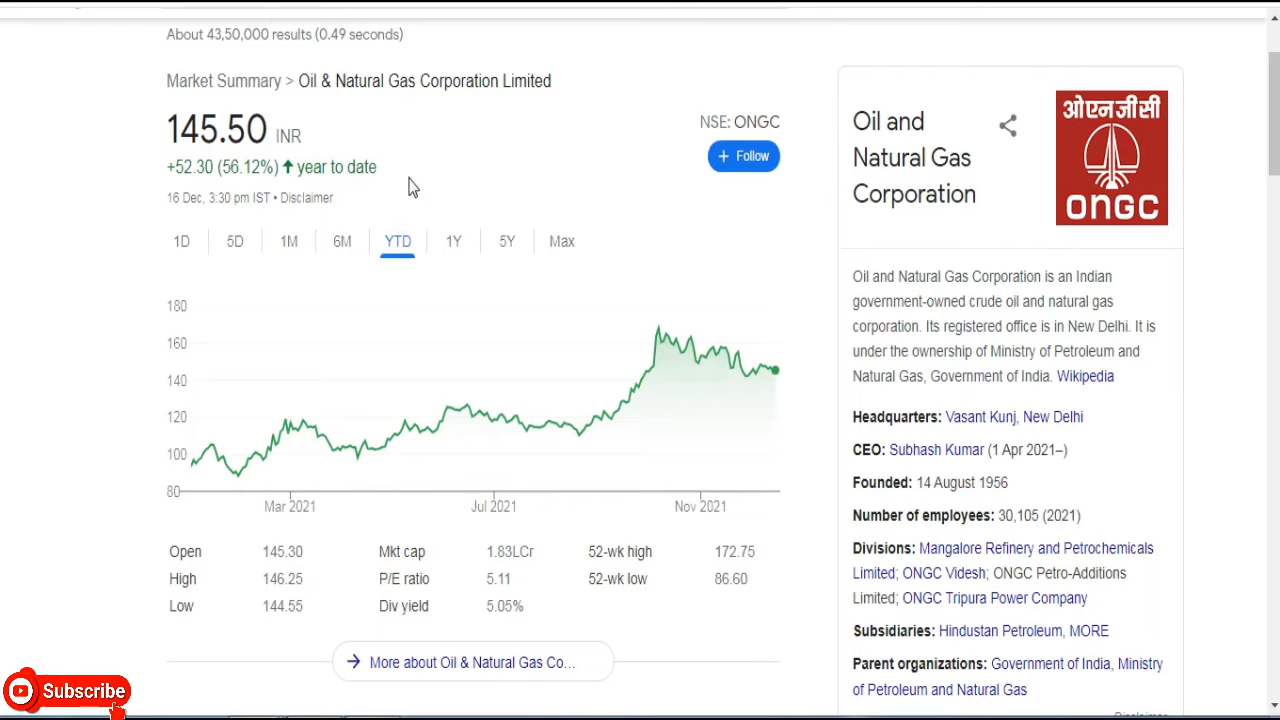 About 43,50,000 results (0.49 seconds)
Market Summary > Oil & Natural Gas Corporation Limited
145.50 INR
+52.30 (56.12%) ↑ year to date
16 Dec, 3:30 pm IST • Disclaimer
NSE: ONGC
+ Follow
1D 5D 1M 6M YTD 1Y 5Y Max
180
160
140
120
100
80
Mar 2021 Jul 2021 Nov 2021
Open 145.30 Mkt cap 1.83LCr 52-wk high 172.75
High 146.25 P/E ratio 5.11 52-wk low 86.60
Low 144.55 Div yield 5.05%
→ More about Oil & Natural Gas Co...
Oil and
Natural Gas
Corporation
ओएनजीसी
ONGC
Oil and Natural Gas Corporation is an Indian
government-owned crude oil and natural gas
corporation. Its registered office is in New Delhi. It is
under the ownership of Ministry of Petroleum and
Natural Gas, Government of India. Wikipedia
Headquarters: Vasant Kunj, New Delhi
CEO: Subhash Kumar (1 Apr 2021–)
Founded: 14 August 1956
Number of employees: 30,105 (2021)
Divisions: Mangalore Refinery and Petrochemicals
Limited; ONGC Videsh; ONGC Petro-Additions
Limited; ONGC Tripura Power Company
Subsidiaries: Hindustan Petroleum, MORE
Parent organizations: Government of India, Ministry
of Petroleum and Natural Gas
Subscribe